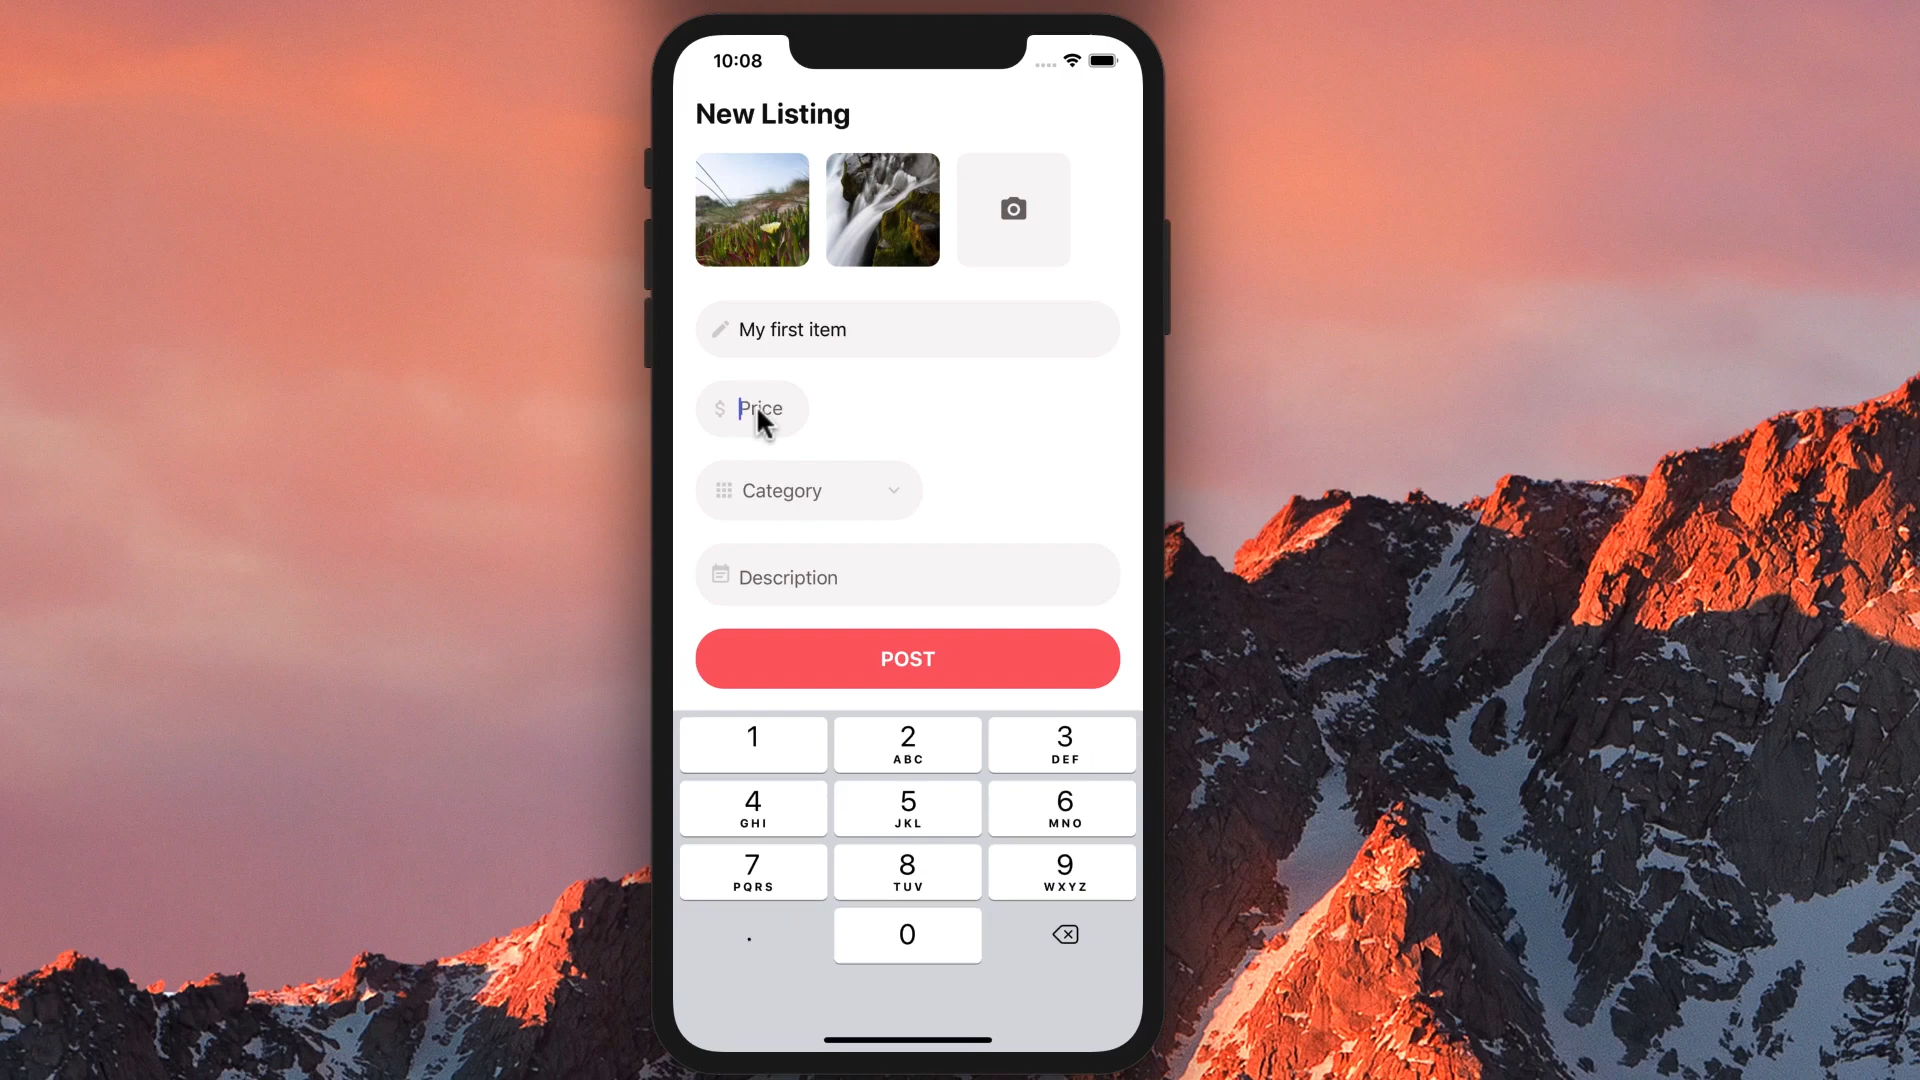 10:08
New Listing
My first item
$ Price
Category
Description
POST
1 2 3
ABC DEF
4 5 6
GHI JKL MNO
7 8 9
PQRS TUV WXYZ
. 0